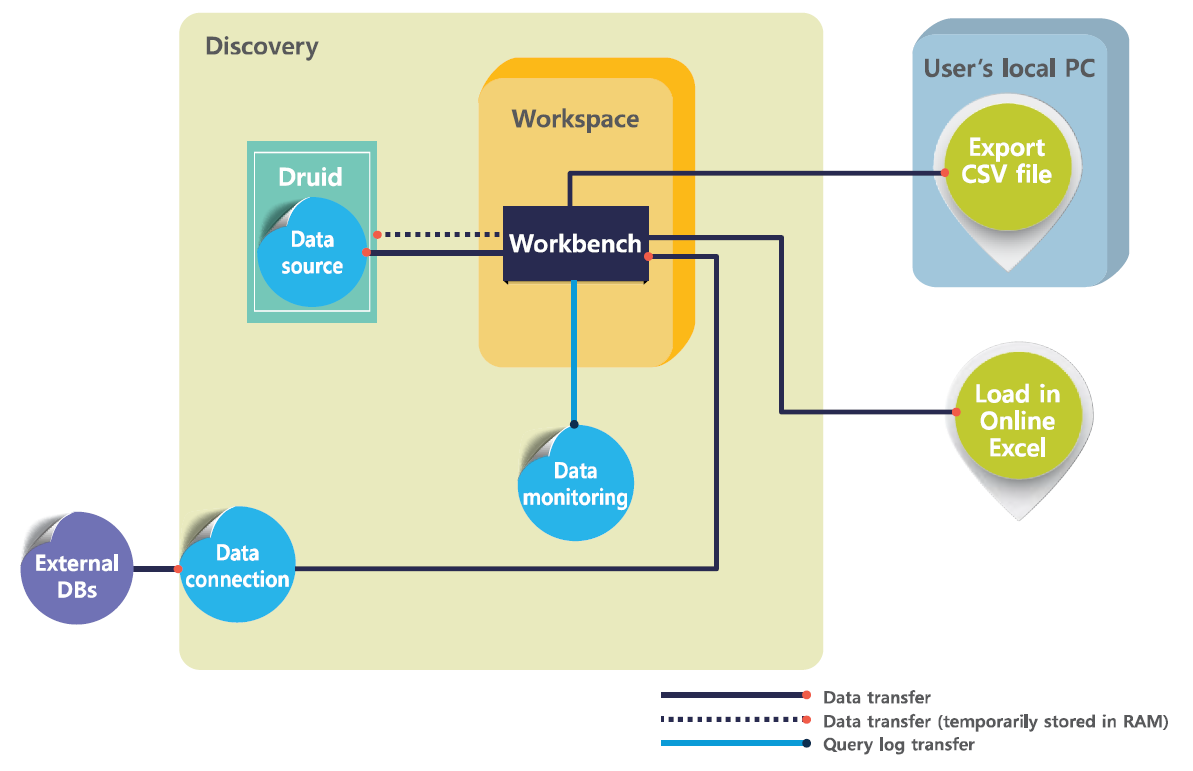 Discovery
User's local PC
Workspace
Export
CSV file
Druid
Data
source
Workbench
Load in
Online
Excel
Data
monitoring
External
DBs
Data
connection
Data transfer
Data transfer (temporarily stored in RAM)
Query log transfer